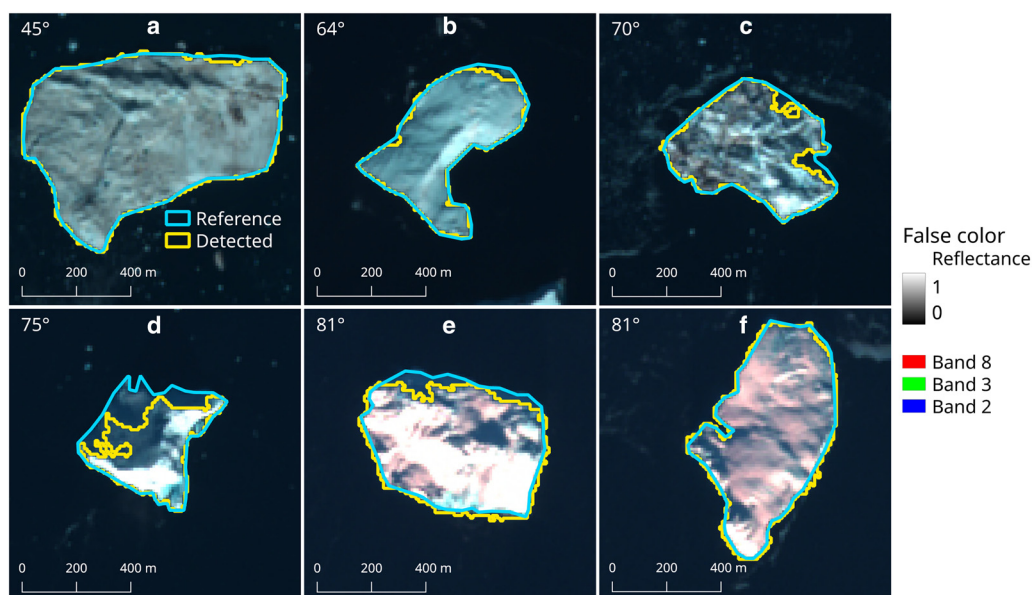 45°
a
Reference
Detected
0 200 400 m
64°
b
0 200 400 m
70°
c
0 200 400 m
75°
d
0 200 400 m
81°
e
0 200 400 m
81°
f
0 200 400 m
False color
Reflectance
1
0
Band 8
Band 3
Band 2